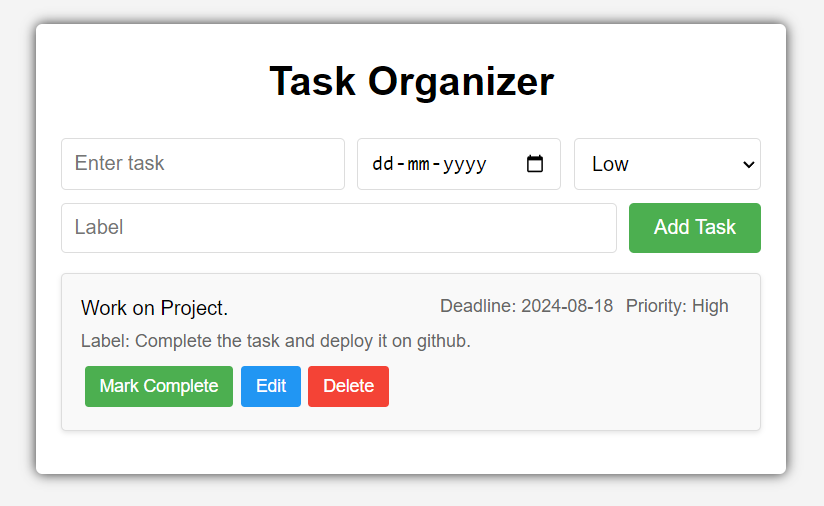 Task Organizer
Enter task dd-mm-yyyy Low
Label Add Task
Work on Project. Deadline: 2024-08-18 Priority: High
Label: Complete the task and deploy it on github.
Mark Complete Edit Delete